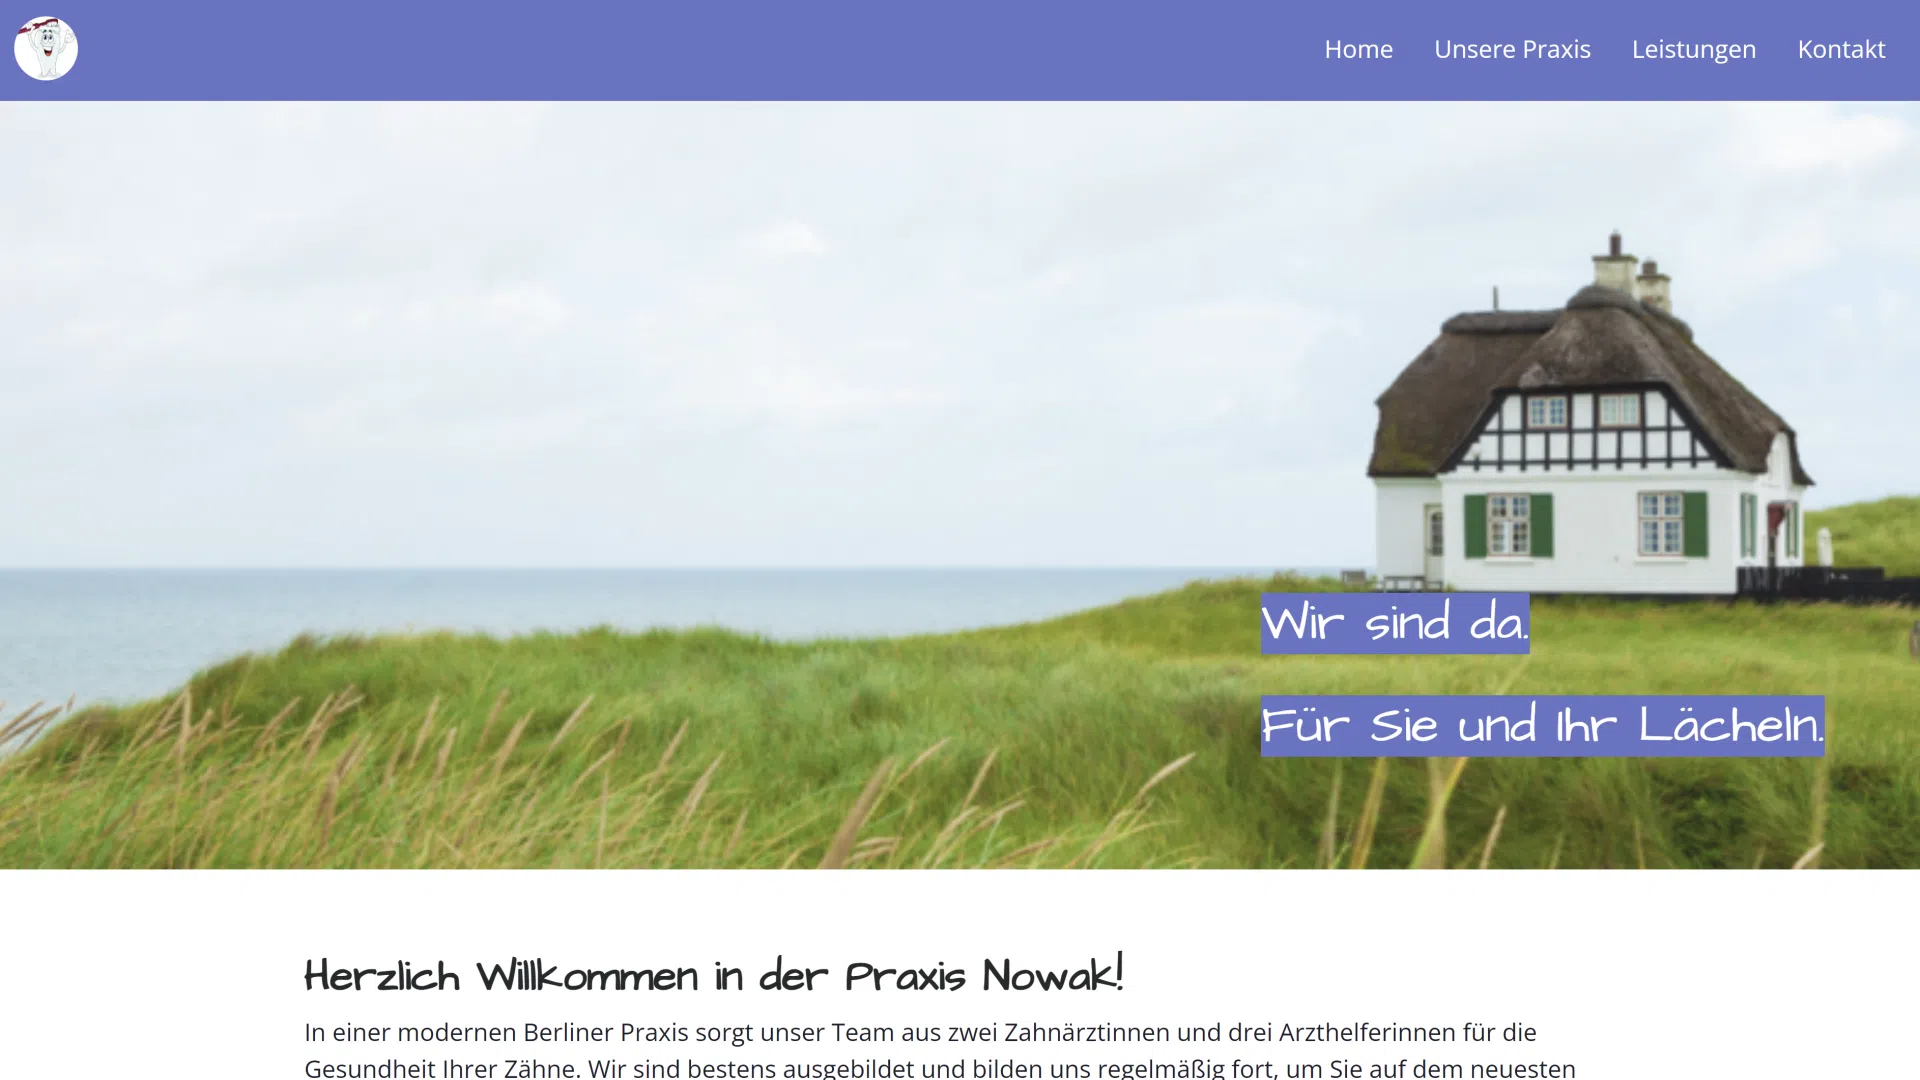 Home Unsere Praxis Leistungen Kontakt
Wir sind da.
Für Sie und Ihr Lächeln.
Herzlich Willkommen in der Praxis Nowak!
In einer modernen Berliner Praxis sorgt unser Team aus zwei Zahnärztinnen und drei Arzthelferinnen für die
Gesundheit Ihrer Zähne. Wir sind bestens ausgebildet und bilden uns regelmäßig fort, um Sie auf dem neuesten